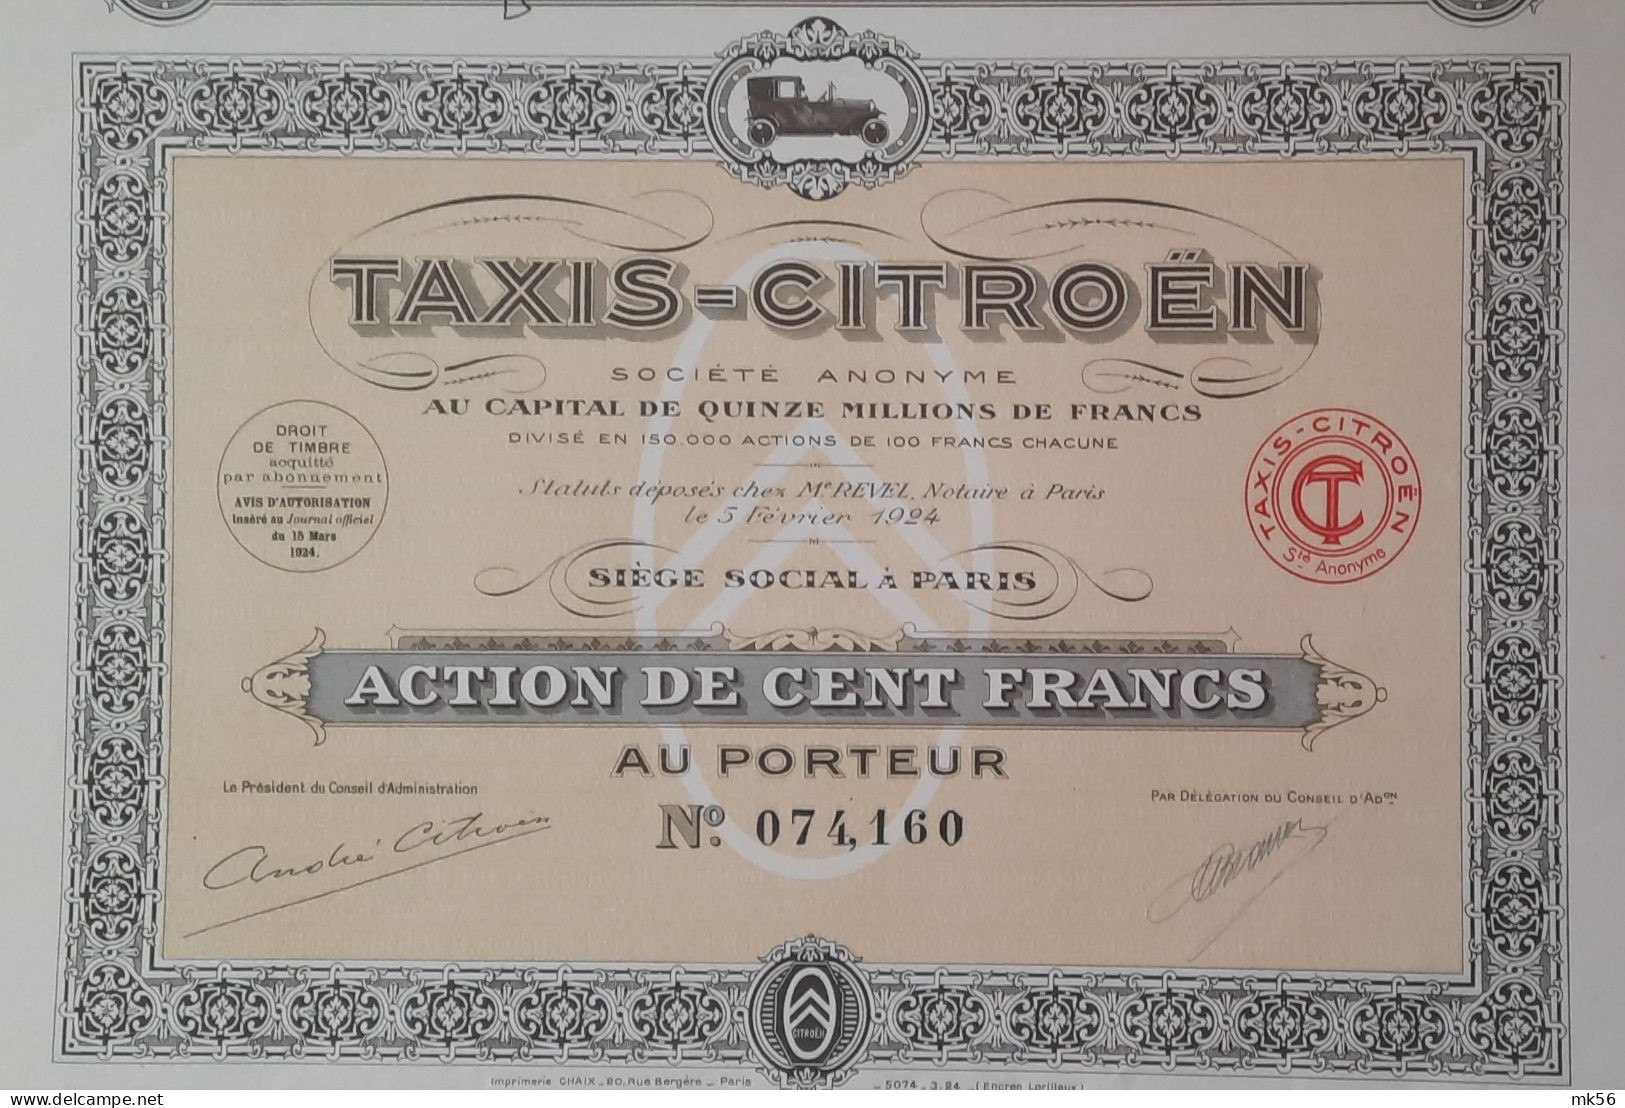 TAXIS-CITROËN
SOCIÉTÉ ANONYME
AU CAPITAL DE QUINZE MILLIONS DE FRANCS
DIVISÉ EN 150.000 ACTIONS DE 100 FRANCS CHACUNE
Statuts déposés chez Me REVEL, Notaire à Paris
le 5 Février 1924
SIÈGE SOCIAL À PARIS
DROIT
DE TIMBRE
acquitté
par abonnement
AVIS D'AUTORISATION
Inséré au Journal officiel
du 15 Mars
1924.
TAXIS-CITROËN
CT
Sté Anonyme
ACTION DE CENT FRANCS
AU PORTEUR
No. 074,160
Le Président du Conseil d'Administration
André Citroën
PAR DÉLÉGATION DU CONSEIL D'ADON
CITROËN
Imprimerie CHAIX_20, Rue Bergère _ Paris
_ 5074 _ 3.24 _ (Encres Lorilleux)
delcampe.net
mk56